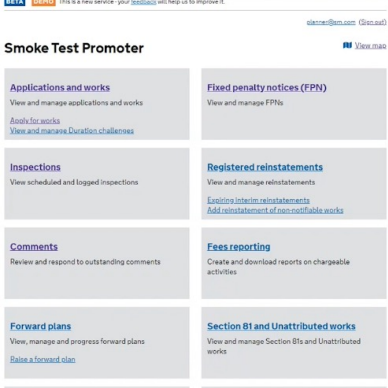 BETA DEMO This is a new service - your feedback will help us to improve it.
planner@sm.com (Sign out)
Smoke Test Promoter
View map
Applications and works
View and manage applications and works
Apply for works
View and manage Duration challenges
Fixed penalty notices (FPN)
View and manage FPNs
Inspections
View scheduled and logged inspections
Registered reinstatements
View and manage reinstatements
Expiring interim reinstatements
Add reinstatement of non-notifiable works
Comments
Review and respond to outstanding comments
Fees reporting
Create and download reports on chargeable
activities
Forward plans
View, manage and progress forward plans
Raise a forward plan
Section 81 and Unattributed works
View and manage Section 81s and Unattributed
works